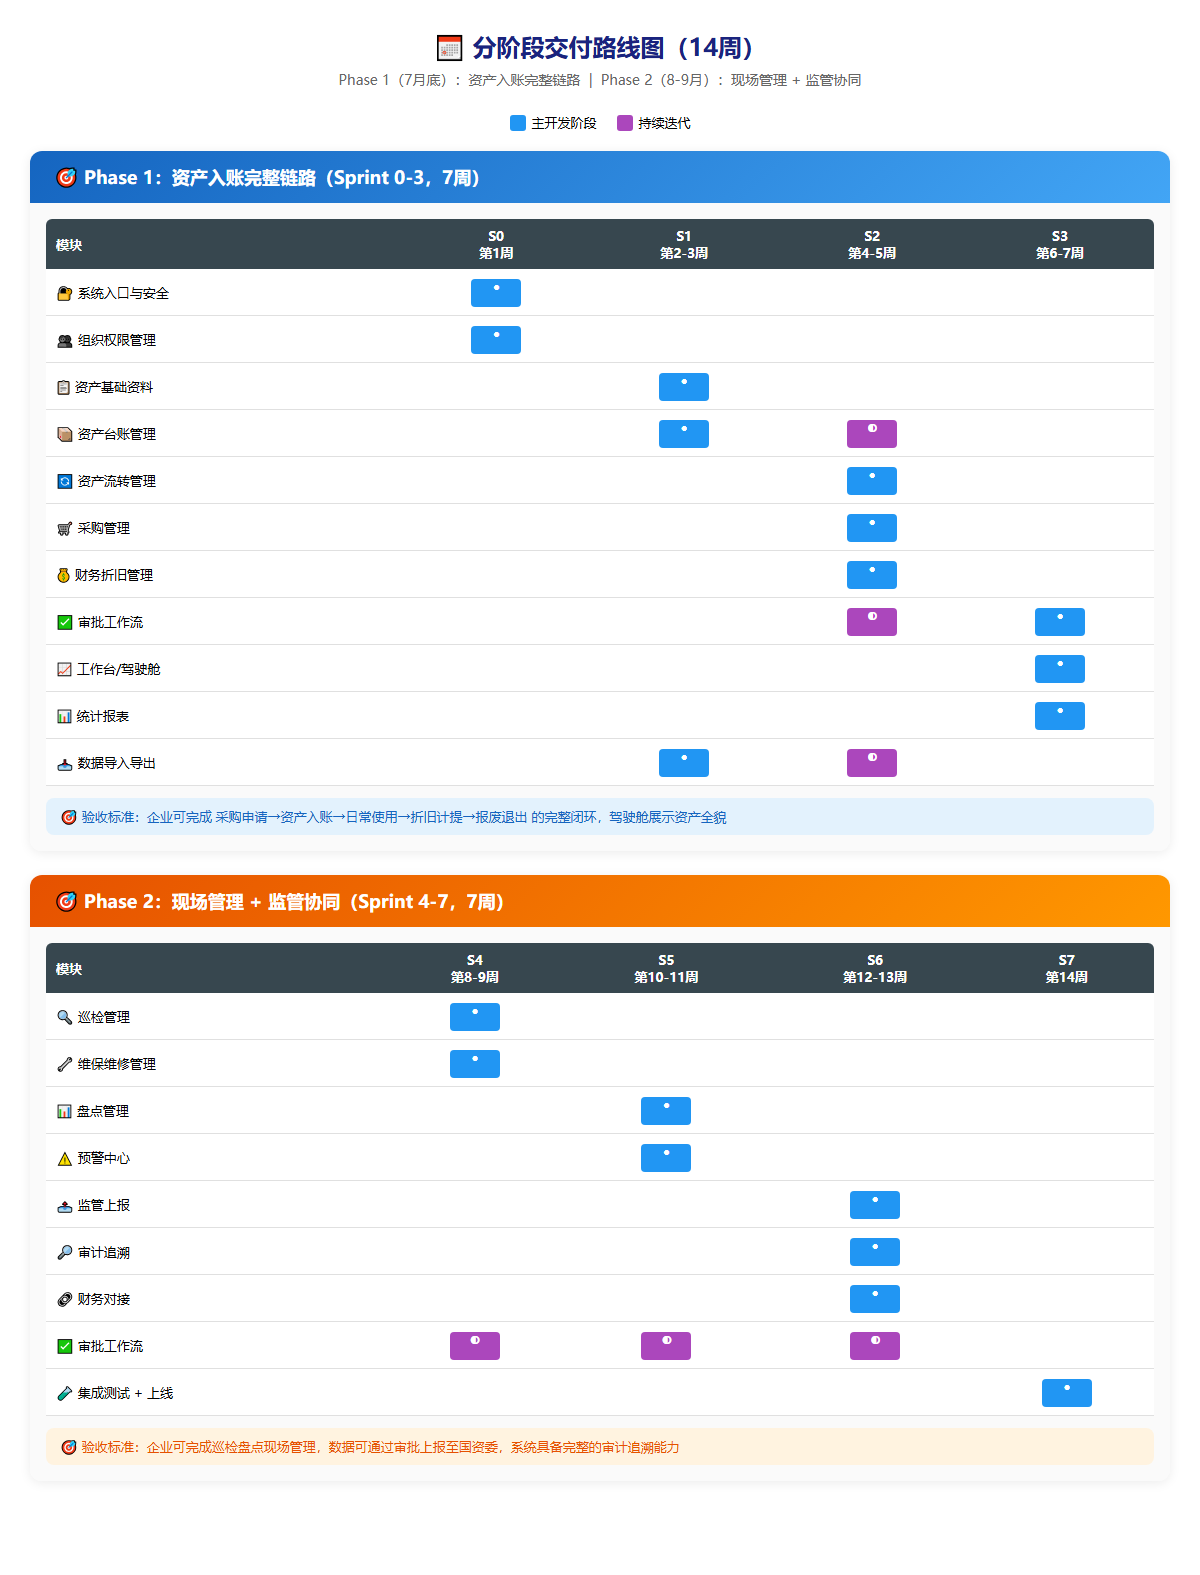 分阶段交付路线图（14周）
Phase 1（7月底）：资产入账完整链路 | Phase 2（8-9月）：现场管理 + 监管协同
主开发阶段 持续迭代
Phase 1：资产入账完整链路（Sprint 0-3，7周）
模块 S0 第1周 S1 第2-3周 S2 第4-5周 S3 第6-7周
系统入口与安全
组织权限管理
资产基础资料
资产台账管理
资产流转管理
采购管理
财务折旧管理
审批工作流
工作台/驾驶舱
统计报表
数据导入导出
验收标准：企业可完成 采购申请→资产入账→日常使用→折旧计提→报废退出 的完整闭环，驾驶舱展示资产全貌
Phase 2：现场管理 + 监管协同（Sprint 4-7，7周）
模块 S4 第8-9周 S5 第10-11周 S6 第12-13周 S7 第14周
巡检管理
维保维修管理
盘点管理
预警中心
监管上报
审计追溯
财务对接
审批工作流
集成测试 + 上线
验收标准：企业可完成巡检盘点现场管理，数据可通过审批上报至国资委，系统具备完整的审计追溯能力